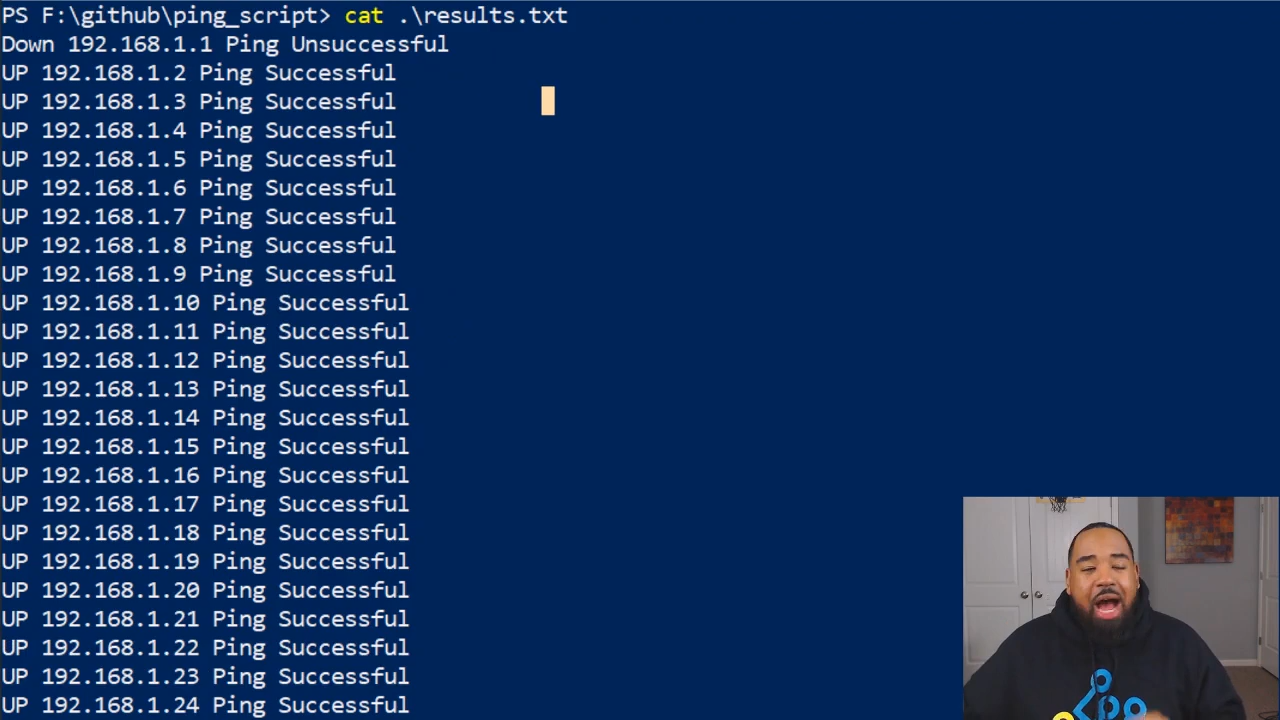 PS F:\github\ping_script> cat .\results.txt
Down 192.168.1.1 Ping Unsuccessful
UP 192.168.1.2 Ping Successful
UP 192.168.1.3 Ping Successful
UP 192.168.1.4 Ping Successful
UP 192.168.1.5 Ping Successful
UP 192.168.1.6 Ping Successful
UP 192.168.1.7 Ping Successful
UP 192.168.1.8 Ping Successful
UP 192.168.1.9 Ping Successful
UP 192.168.1.10 Ping Successful
UP 192.168.1.11 Ping Successful
UP 192.168.1.12 Ping Successful
UP 192.168.1.13 Ping Successful
UP 192.168.1.14 Ping Successful
UP 192.168.1.15 Ping Successful
UP 192.168.1.16 Ping Successful
UP 192.168.1.17 Ping Successful
UP 192.168.1.18 Ping Successful
UP 192.168.1.19 Ping Successful
UP 192.168.1.20 Ping Successful
UP 192.168.1.21 Ping Successful
UP 192.168.1.22 Ping Successful
UP 192.168.1.23 Ping Successful
UP 192.168.1.24 Ping Successful